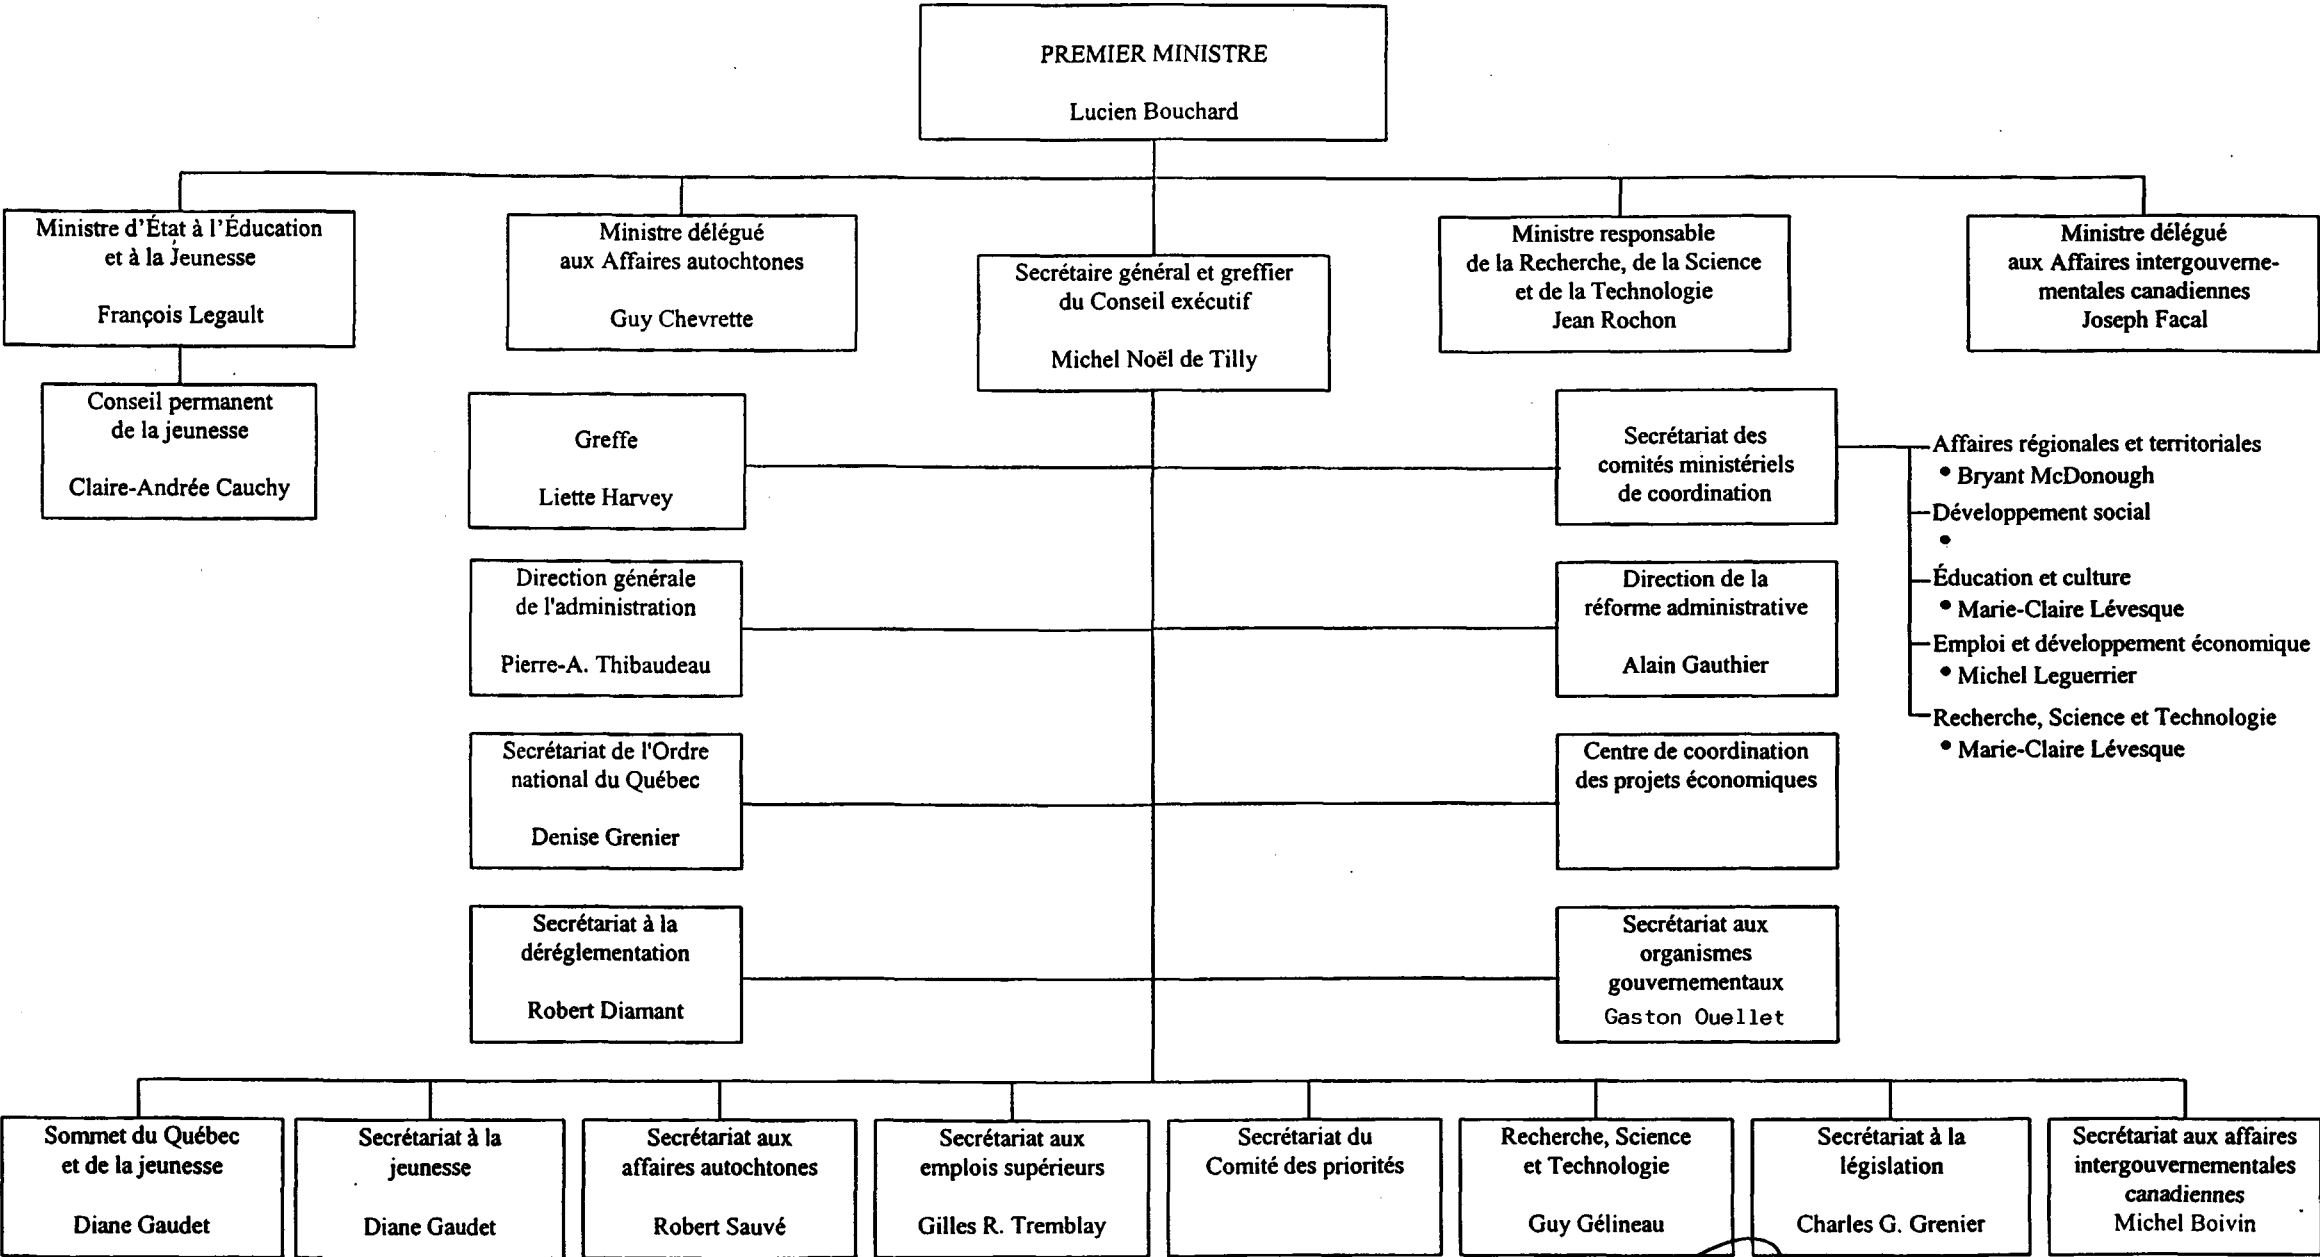 PREMIER MINISTRE
Lucien Bouchard
Ministre d'État à l'Éducation
et à la Jeunesse
François Legault
Ministre délégué
aux Affaires autochtones
Guy Chevrette
Secrétaire général et greffier
du Conseil exécutif
Michel Noël de Tilly
Ministre responsable
de la Recherche, de la Science
et de la Technologie
Jean Rochon
Ministre délégué
aux Affaires intergouverne-
mentales canadiennes
Joseph Facal
Conseil permanent
de la jeunesse
Claire-Andrée Cauchy
Greffe
Liette Harvey
Secrétariat des
comités ministériels
de coordination
Affaires régionales et territoriales
• Bryant McDonough
Développement social
•
Éducation et culture
• Marie-Claire Lévesque
Emploi et développement économique
• Michel Leguerrier
Recherche, Science et Technologie
• Marie-Claire Lévesque
Direction générale
de l'administration
Pierre-A. Thibaudeau
Direction de la
réforme administrative
Alain Gauthier
Secrétariat de l'Ordre
national du Québec
Denise Grenier
Centre de coordination
des projets économiques
Secrétariat à la
déréglementation
Robert Diamant
Secrétariat aux
organismes
gouvernementaux
Gaston Ouellet
Sommet du Québec
et de la jeunesse
Diane Gaudet
Secrétariat à la
jeunesse
Diane Gaudet
Secrétariat aux
affaires autochtones
Robert Sauvé
Secrétariat aux
emplois supérieurs
Gilles R. Tremblay
Secrétariat du
Comité des priorités
Recherche, Science
et Technologie
Guy Gélineau
Secrétariat à la
législation
Charles G. Grenier
Secrétariat aux affaires
intergouvernementales
canadiennes
Michel Boivin